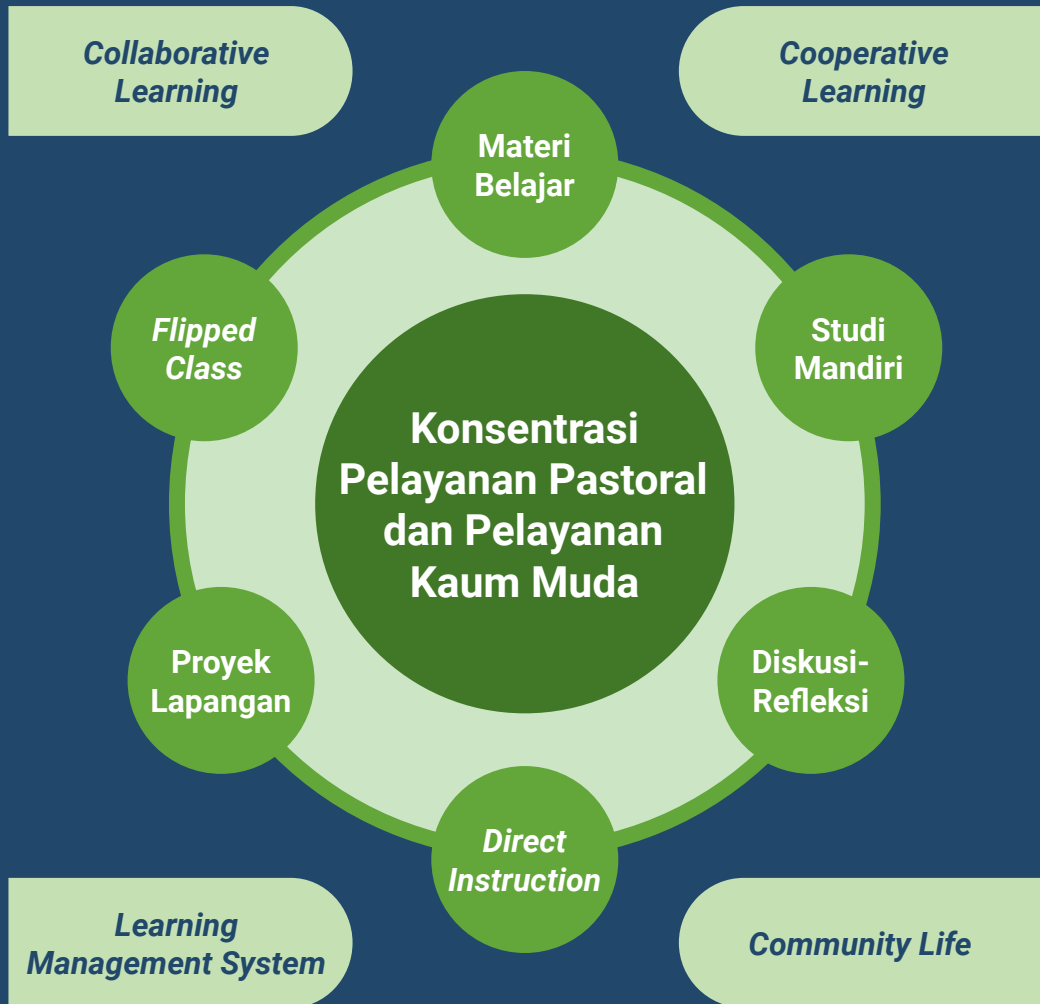 Collaborative
Learning
Cooperative
Learning
Materi
Belajar
Flipped
Class
Studi
Mandiri
Konsentrasi
Pelayanan Pastoral
dan Pelayanan
Kaum Muda
Proyek
Lapangan
Diskusi-
Refleksi
Direct
Instruction
Learning
Management System
Community Life